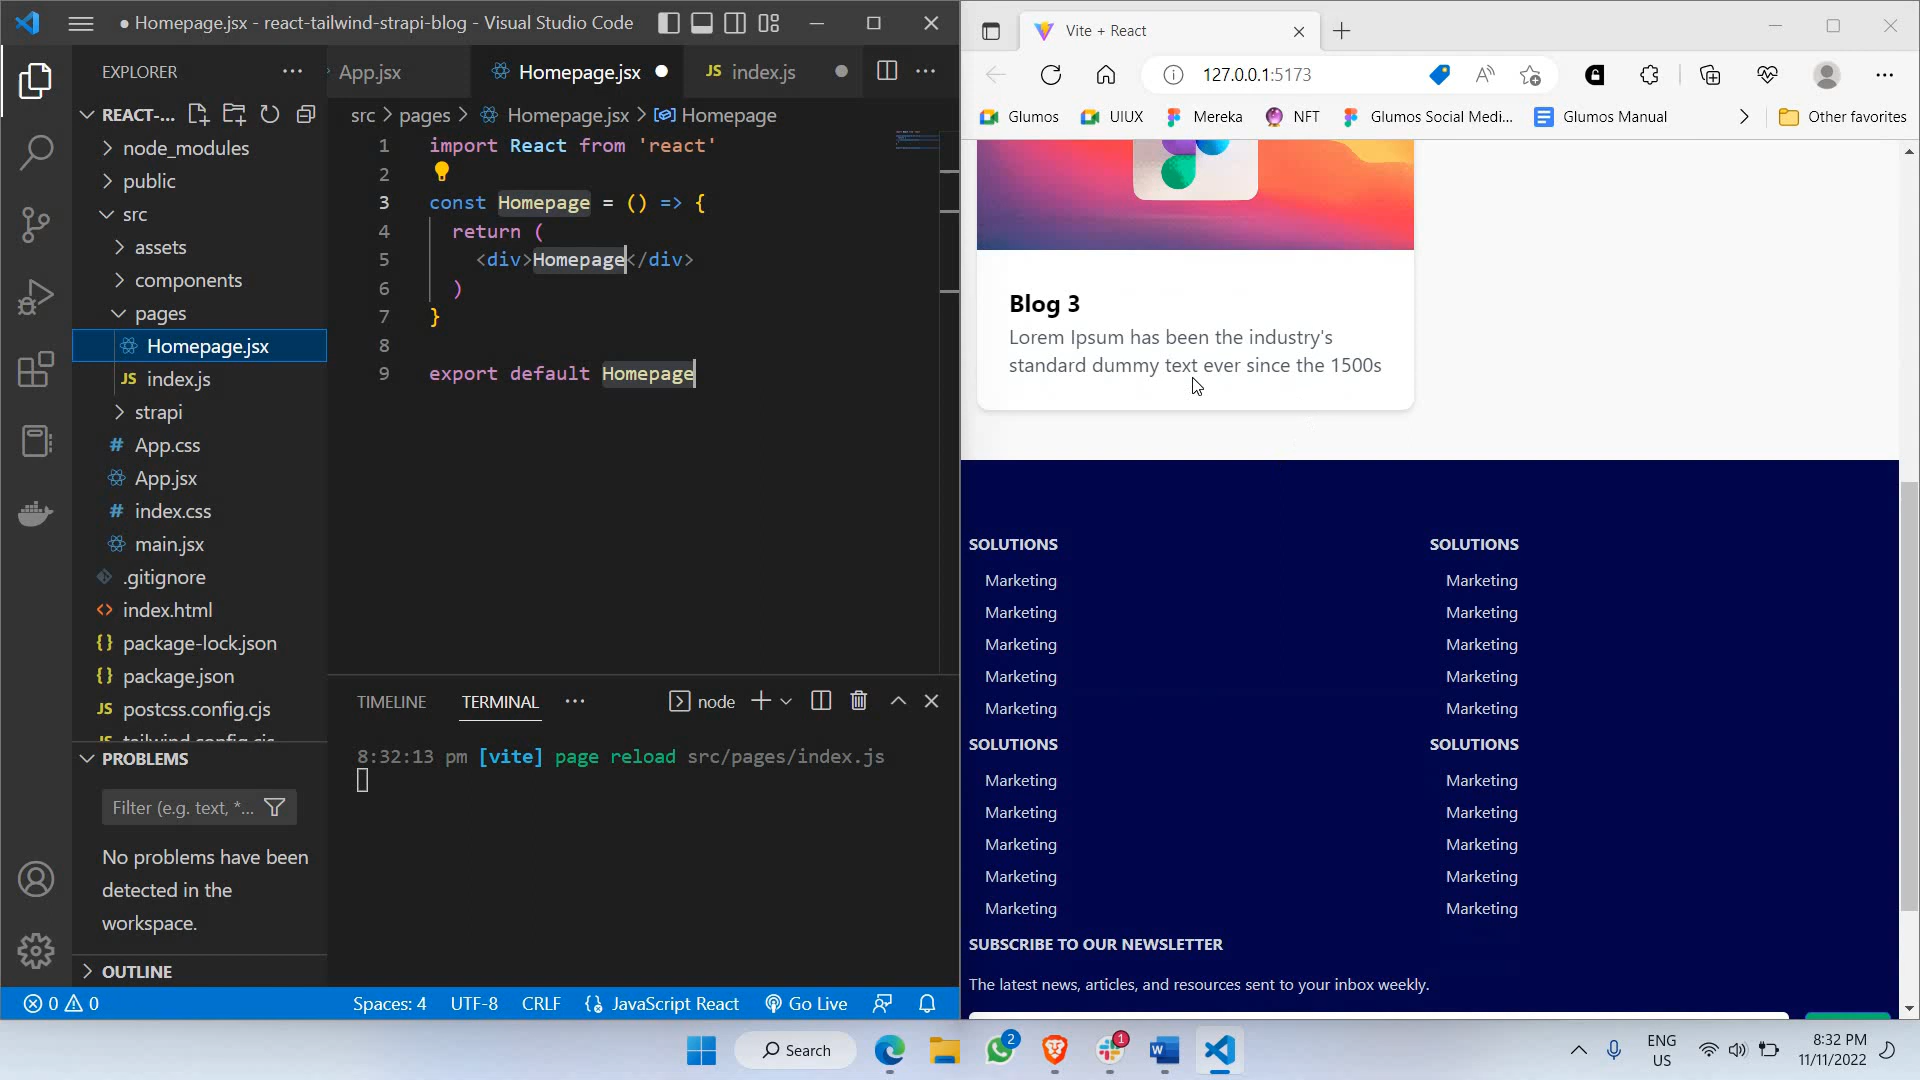 ● Homepage.jsx - react-tailwind-strapi-blog - Visual Studio Code
EXPLORER
REACT-...
node_modules
public
src
assets
components
pages
Homepage.jsx
JS index.js
strapi
# App.css
App.jsx
# index.css
main.jsx
.gitignore
<> index.html
{} package-lock.json
{} package.json
JS postcss.config.cjs
JS tailwind.config.cjs
PROBLEMS
Filter (e.g. text, *...
No problems have been
detected in the
workspace.
OUTLINE
App.jsx
Homepage.jsx ●
JS index.js ●
src > pages > Homepage.jsx > Homepage
1 import React from 'react'
2
3 const Homepage = () => {
4 return (
5 <div>Homepage</div>
6 )
7 }
8
9 export default Homepage
TIMELINE TERMINAL ... node
8:32:13 pm [vite] page reload src/pages/index.js
0 0 Spaces: 4 UTF-8 CRLF {} JavaScript React Go Live
Vite + React
127.0.0.1:5173
Glumos UIUX Mereka NFT Glumos Social Medi... Glumos Manual Other favorites
Blog 3
Lorem Ipsum has been the industry's
standard dummy text ever since the 1500s
SOLUTIONS SOLUTIONS
Marketing Marketing
Marketing Marketing
Marketing Marketing
Marketing Marketing
Marketing Marketing
SOLUTIONS SOLUTIONS
Marketing Marketing
Marketing Marketing
Marketing Marketing
Marketing Marketing
Marketing Marketing
SUBSCRIBE TO OUR NEWSLETTER
The latest news, articles, and resources sent to your inbox weekly.
Search
2
1
W
ENG
US
8:32 PM
11/11/2022